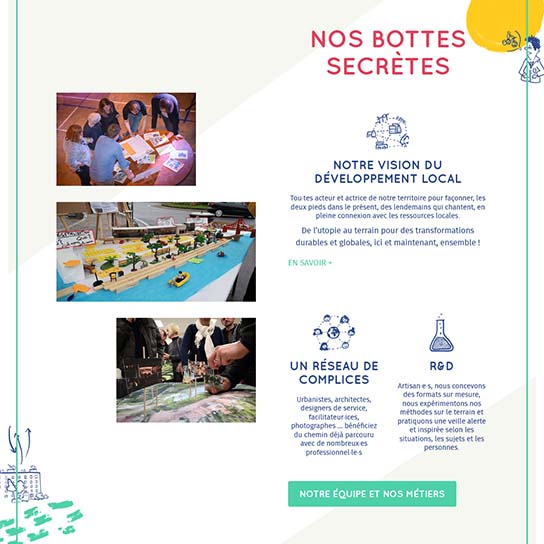 NOS BOTTES
SECRÈTES
NOTRE VISION DU
DÉVELOPPEMENT LOCAL
Tou·tes acteur et actrice de notre territoire pour façonner, les
deux pieds dans le présent, des lendemains qui chantent, en
pleine connexion avec les ressources locales.
De l'utopie au terrain pour des transformations
durables et globales, ici et maintenant, ensemble !
EN SAVOIR +
UN RÉSEAU DE
COMPLICES
Urbanistes, architectes,
designers de service,
facilitateur·ices,
photographes ... bénéficiez
du chemin déjà parcouru
avec de nombreux·es
professionnel·le·s
R&D
Artisan·e·s, nous concevons
des formats sur mesure,
nous expérimentons nos
méthodes sur le terrain et
pratiquons une veille alerte
et inspirée selon les
situations, les sujets et les
personnes.
NOTRE ÉQUIPE ET NOS MÉTIERS